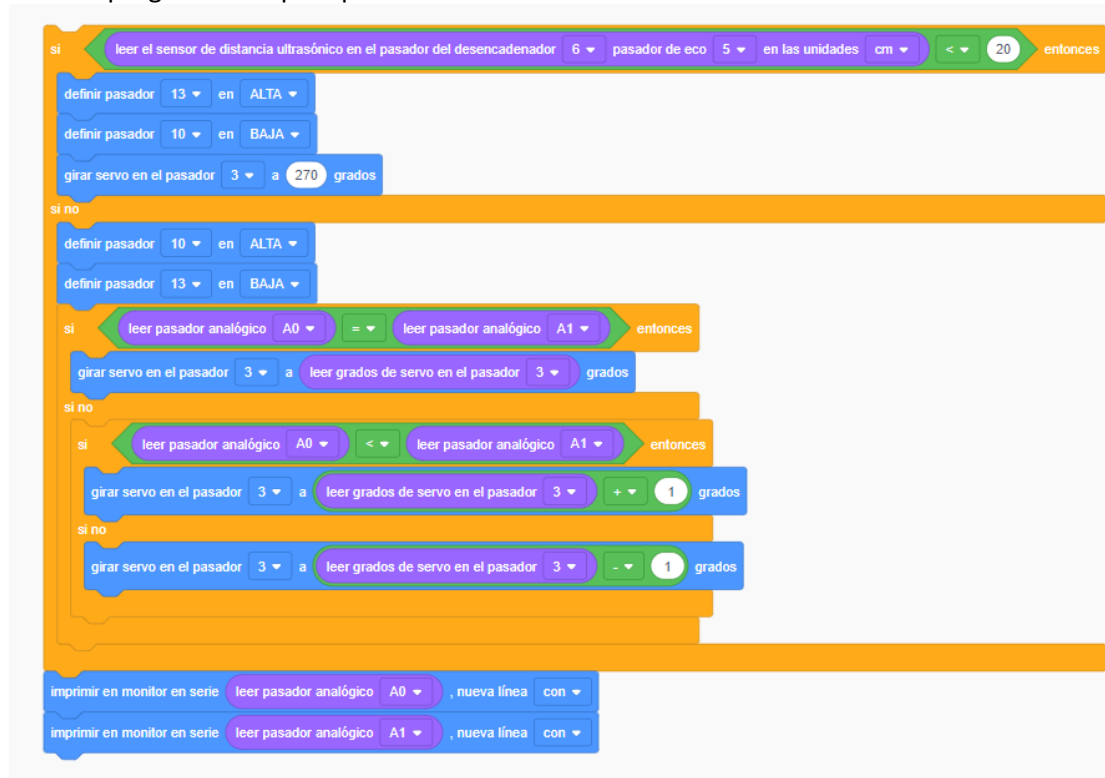 si leer el sensor de distancia ultrasónico en el pasador del desencadenador 6 pasador de eco 5 en las unidades cm < 20 entonces
definir pasador 13 en ALTA
definir pasador 10 en BAJA
girar servo en el pasador 3 a 270 grados
si no
definir pasador 10 en ALTA
definir pasador 13 en BAJA
si leer pasador analógico A0 = leer pasador analógico A1 entonces
girar servo en el pasador 3 a leer grados de servo en el pasador 3 grados
si no
si leer pasador analógico A0 < leer pasador analógico A1 entonces
girar servo en el pasador 3 a leer grados de servo en el pasador 3 + 1 grados
si no
girar servo en el pasador 3 a leer grados de servo en el pasador 3 - 1 grados
imprimir en monitor en serie leer pasador analógico A0 , nueva línea con
imprimir en monitor en serie leer pasador analógico A1 , nueva línea con